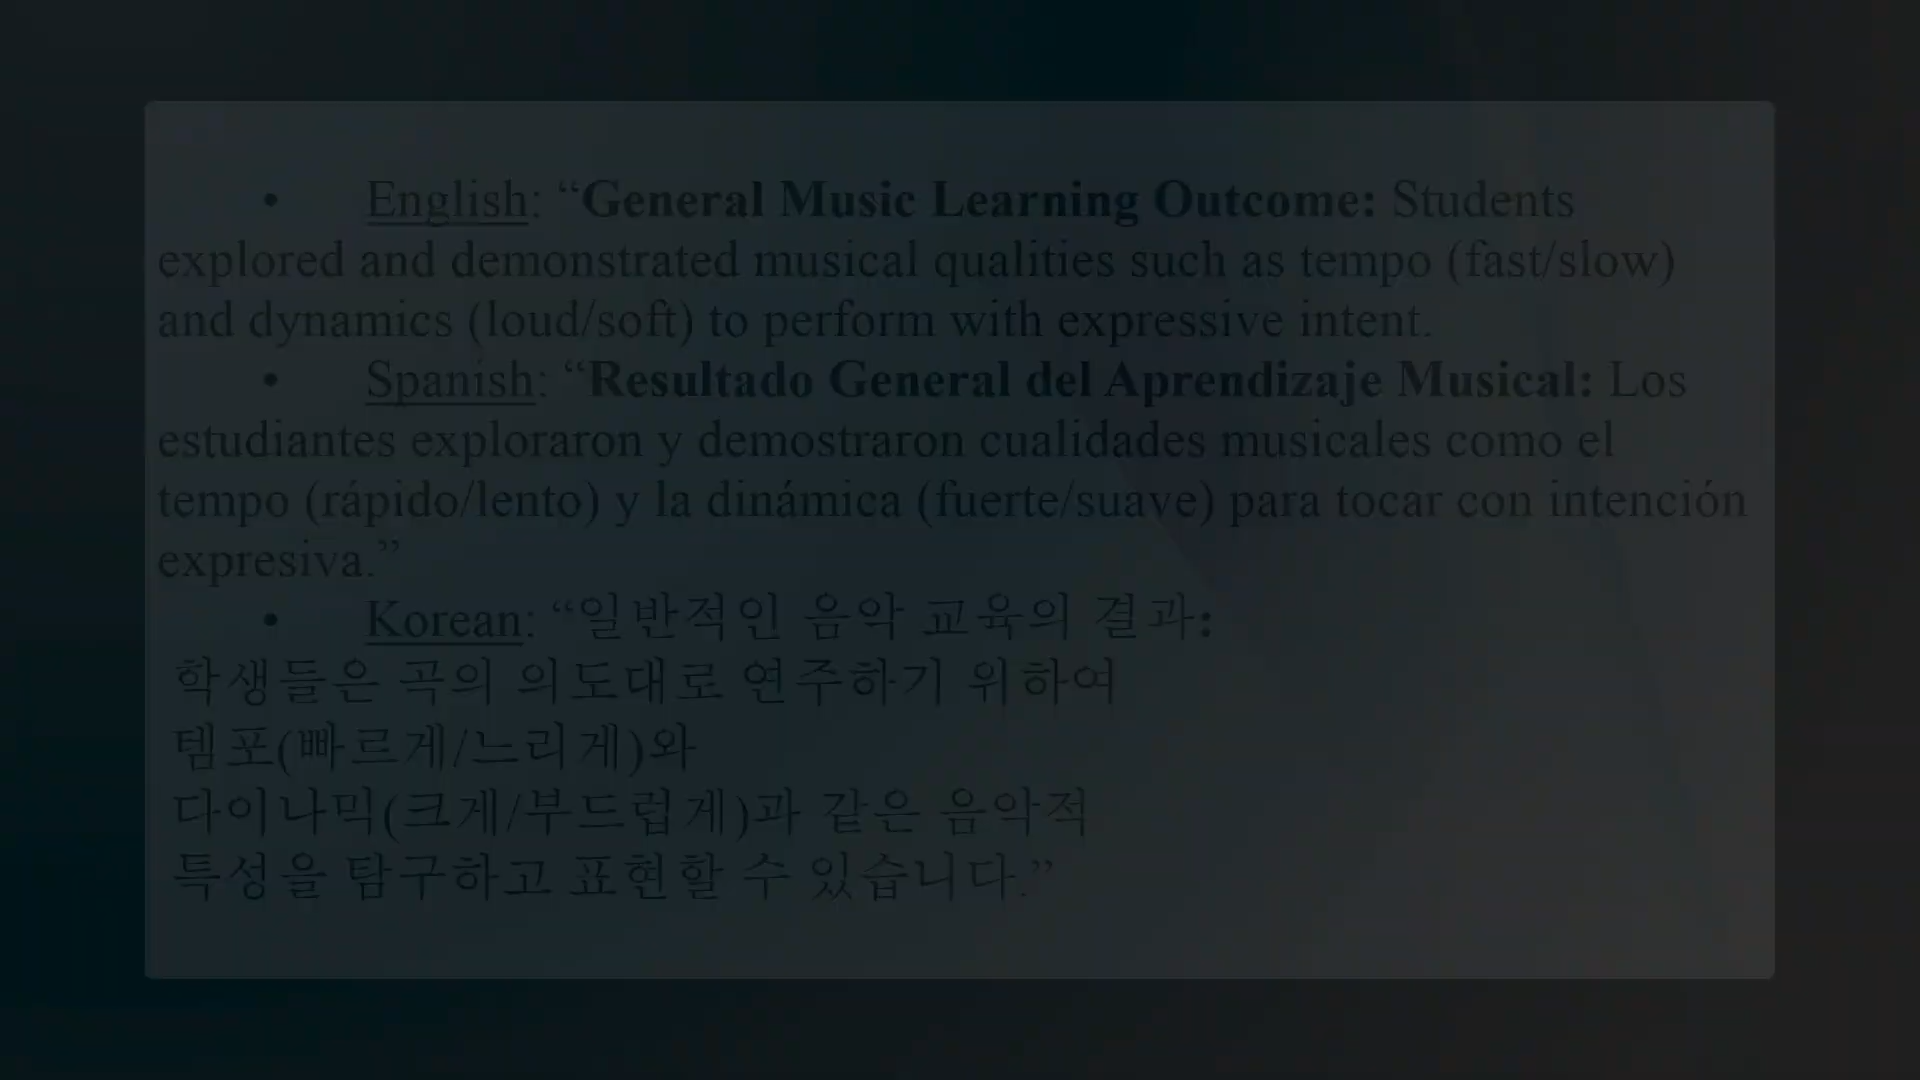 • English: “General Music Learning Outcome: Students
explored and demonstrated musical qualities such as tempo (fast/slow)
and dynamics (loud/soft) to perform with expressive intent.
• Spanish: “Resultado General del Aprendizaje Musical: Los
estudiantes exploraron y demostraron cualidades musicales como el
tempo (rápido/lento) y la dinámica (fuerte/suave) para tocar con intención
expresiva.”
• Korean: “일반적인 음악 교육의 결과:
학생들은 곡의 의도대로 연주하기 위하여
템포(빠르게/느리게)와
다이나믹(크게/부드럽게)과 같은 음악적
특성을 탐구하고 표현할 수 있습니다.”